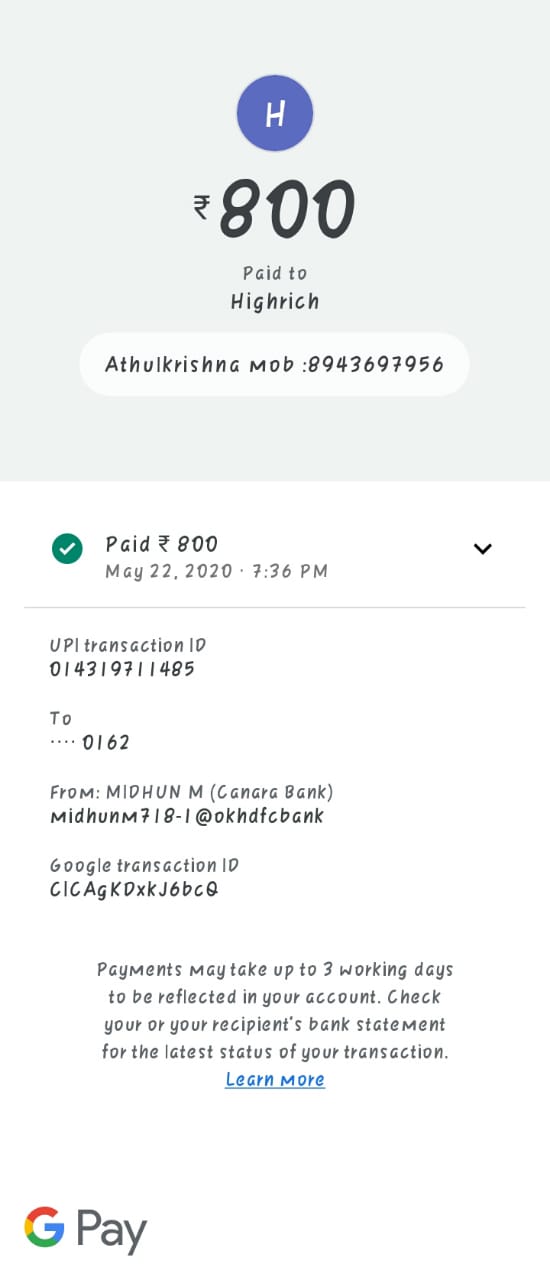 H
₹800
Paid to
Highrich
Athulkrishna mob :8943697956
Paid ₹ 800
May 22, 2020 · 7:36 PM
UPI transaction ID
014319711485
To
···· 0162
From: MIDHUN M (Canara Bank)
midhunm718-1@okhdfcbank
Google transaction ID
CICAgKDxkJ6bcQ
Payments may take up to 3 working days
to be reflected in your account. Check
your or your recipient's bank statement
for the latest status of your transaction.
Learn more
G Pay